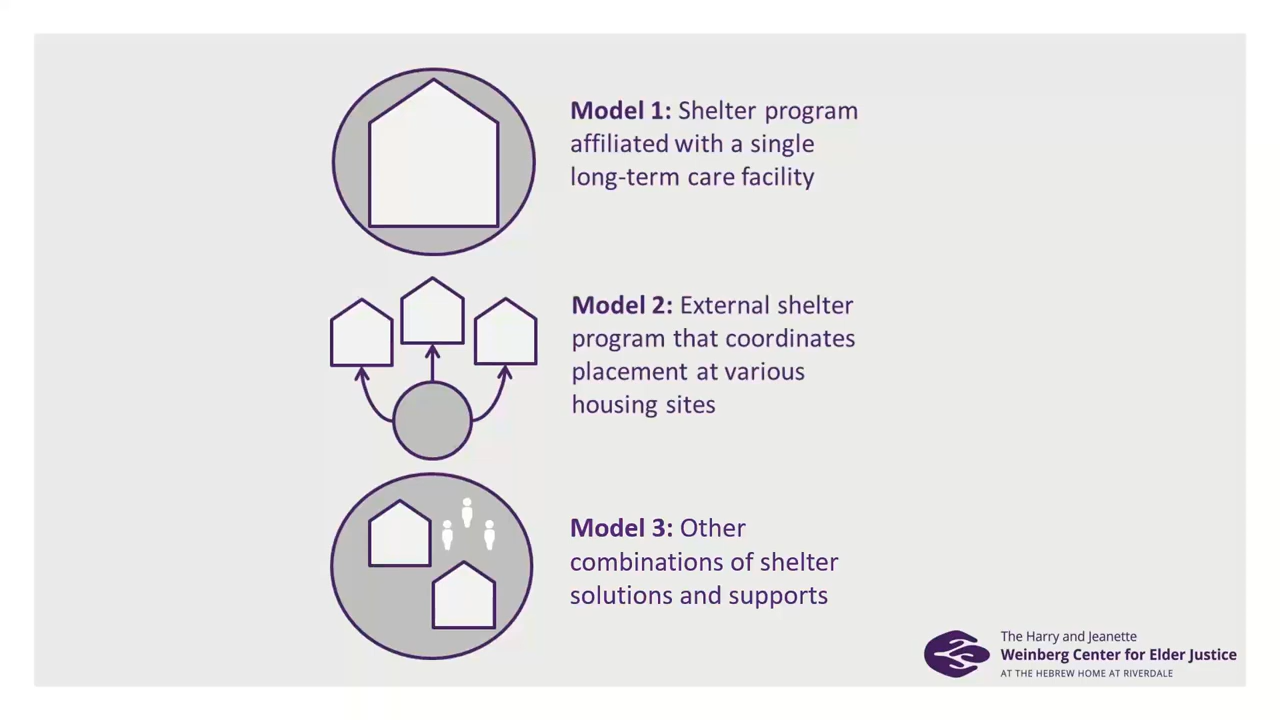 Model 1: Shelter program
affiliated with a single
long-term care facility
Model 2: External shelter
program that coordinates
placement at various
housing sites
Model 3: Other
combinations of shelter
solutions and supports
The Harry and Jeanette
Weinberg Center for Elder Justice
AT THE HEBREW HOME AT RIVERDALE